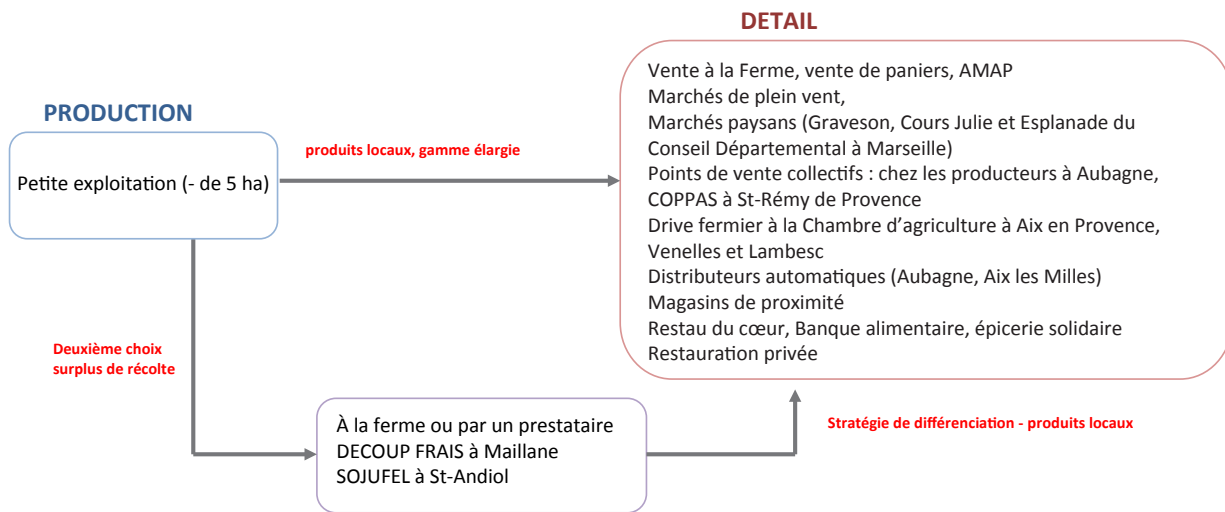 DETAIL
Vente à la Ferme, vente de paniers, AMAP
Marchés de plein vent,
Marchés paysans (Graveson, Cours Julie et Esplanade du
Conseil Départemental à Marseille)
Points de vente collectifs : chez les producteurs à Aubagne,
COPPAS à St-Rémy de Provence
Drive fermier à la Chambre d’agriculture à Aix en Provence,
Venelles et Lambesc
Distributeurs automatiques (Aubagne, Aix les Milles)
Magasins de proximité
Restau du cœur, Banque alimentaire, épicerie solidaire
Restauration privée
PRODUCTION
Petite exploitation (- de 5 ha)
produits locaux, gamme élargie
Deuxième choix
surplus de récolte
À la ferme ou par un prestataire
DECOUP FRAIS à Maillane
SOJUFEL à St-Andiol
Stratégie de différenciation - produits locaux